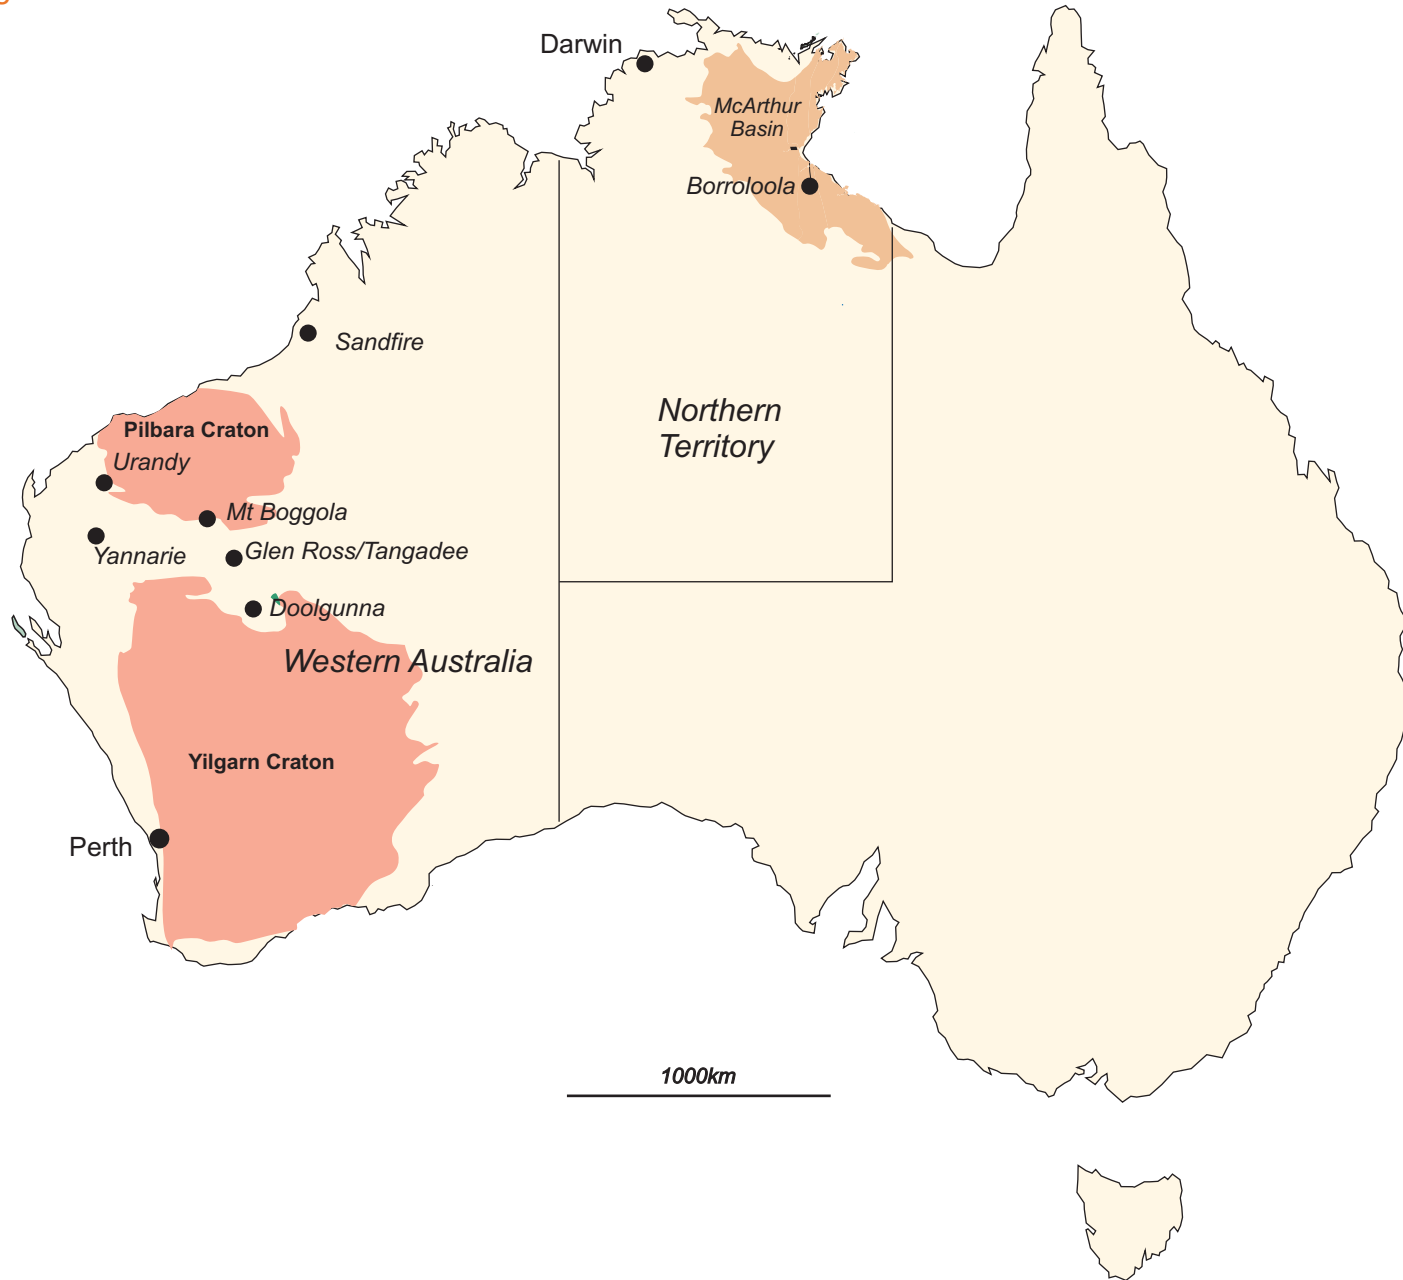 Darwin
McArthur
Basin
Borroloola
Sandfire
Northern
Territory
Pilbara Craton
Urandy
Mt Boggola
Yannarie
Glen Ross/Tangadee
Doolgunna
Western Australia
Yilgarn Craton
Perth
1000km